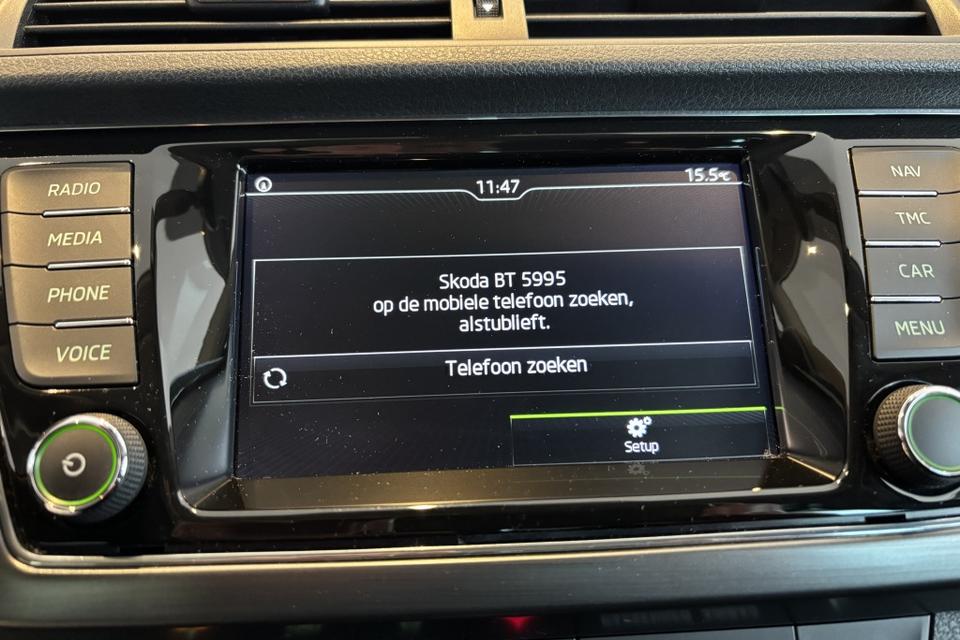 11:47
15.5°C
RADIO
MEDIA
PHONE
VOICE
Skoda BT 5995
op de mobiele telefoon zoeken,
alstublieft.
Telefoon zoeken
Setup
NAV
TMC
CAR
MENU